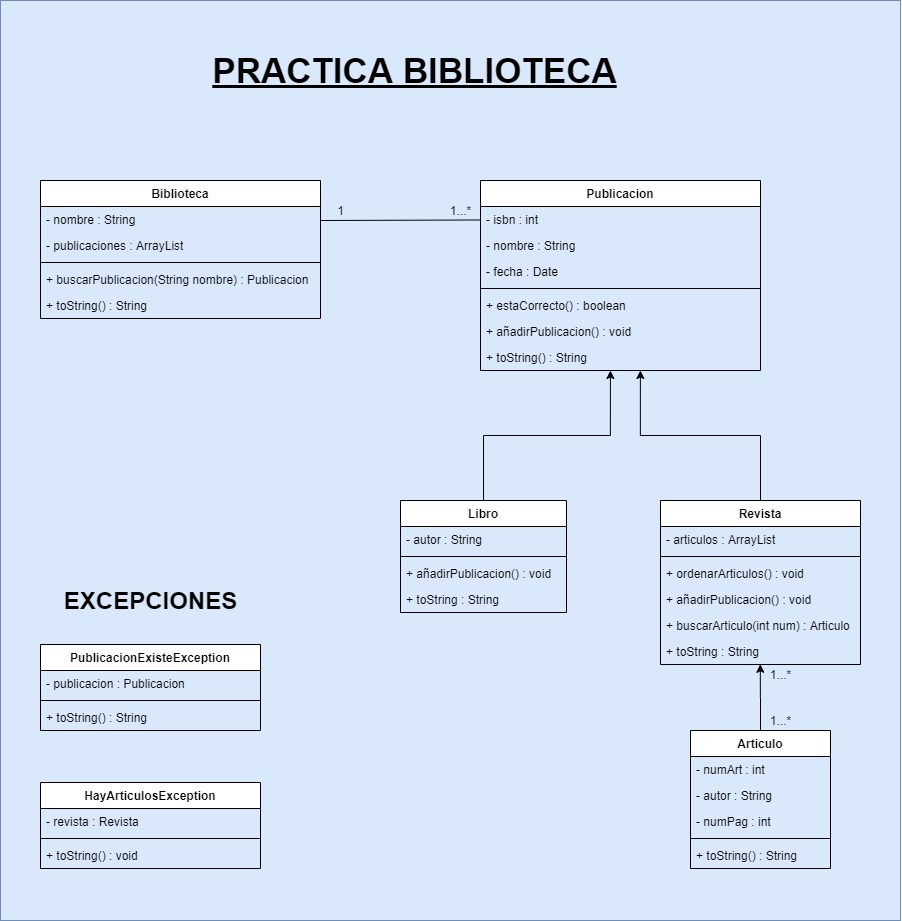 PRACTICA BIBLIOTECA
Biblioteca
- nombre : String
- publicaciones : ArrayList
+ buscarPublicacion(String nombre) : Publicacion
+ toString() : String
1
1...*
Publicacion
- isbn : int
- nombre : String
- fecha : Date
+ estaCorrecto() : boolean
+ añadirPublicacion() : void
+ toString() : String
Libro
- autor : String
+ añadirPublicacion() : void
+ toString : String
Revista
- articulos : ArrayList
+ ordenarArticulos() : void
+ añadirPublicacion() : void
+ buscarArticulo(int num) : Articulo
+ toString : String
1...*
1...*
Articulo
- numArt : int
- autor : String
- numPag : int
+ toString() : String
EXCEPCIONES
PublicacionExisteException
- publicacion : Publicacion
+ toString() : String
HayArticulosException
- revista : Revista
+ toString() : void